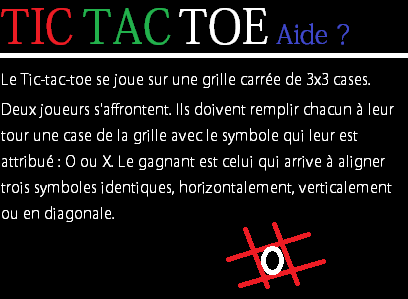 TIC TAC TOE Aide ?
Le Tic-tac-toe se joue sur une grille carrée de 3x3 cases.
Deux joueurs s'affrontent. Ils doivent remplir chacun à leur
tour une case de la grille avec le symbole qui leur est
attribué : O ou X. Le gagnant est celui qui arrive à aligner
trois symboles identiques, horizontalement, verticalement
ou en diagonale.